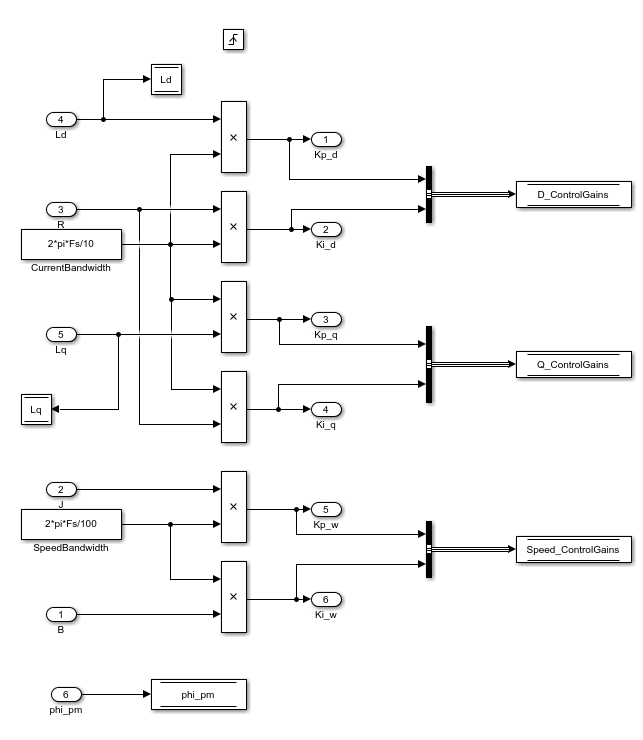 Ld
4
Ld
×
1
Kp_d
D_ControlGains
3
R
×
2
Ki_d
2*pi*Fs/10
CurrentBandwidth
×
3
Kp_q
5
Lq
Q_ControlGains
Lq
×
4
Ki_q
2
J
×
5
Kp_w
2*pi*Fs/100
SpeedBandwidth
Speed_ControlGains
×
6
Ki_w
1
B
6
phi_pm
phi_pm